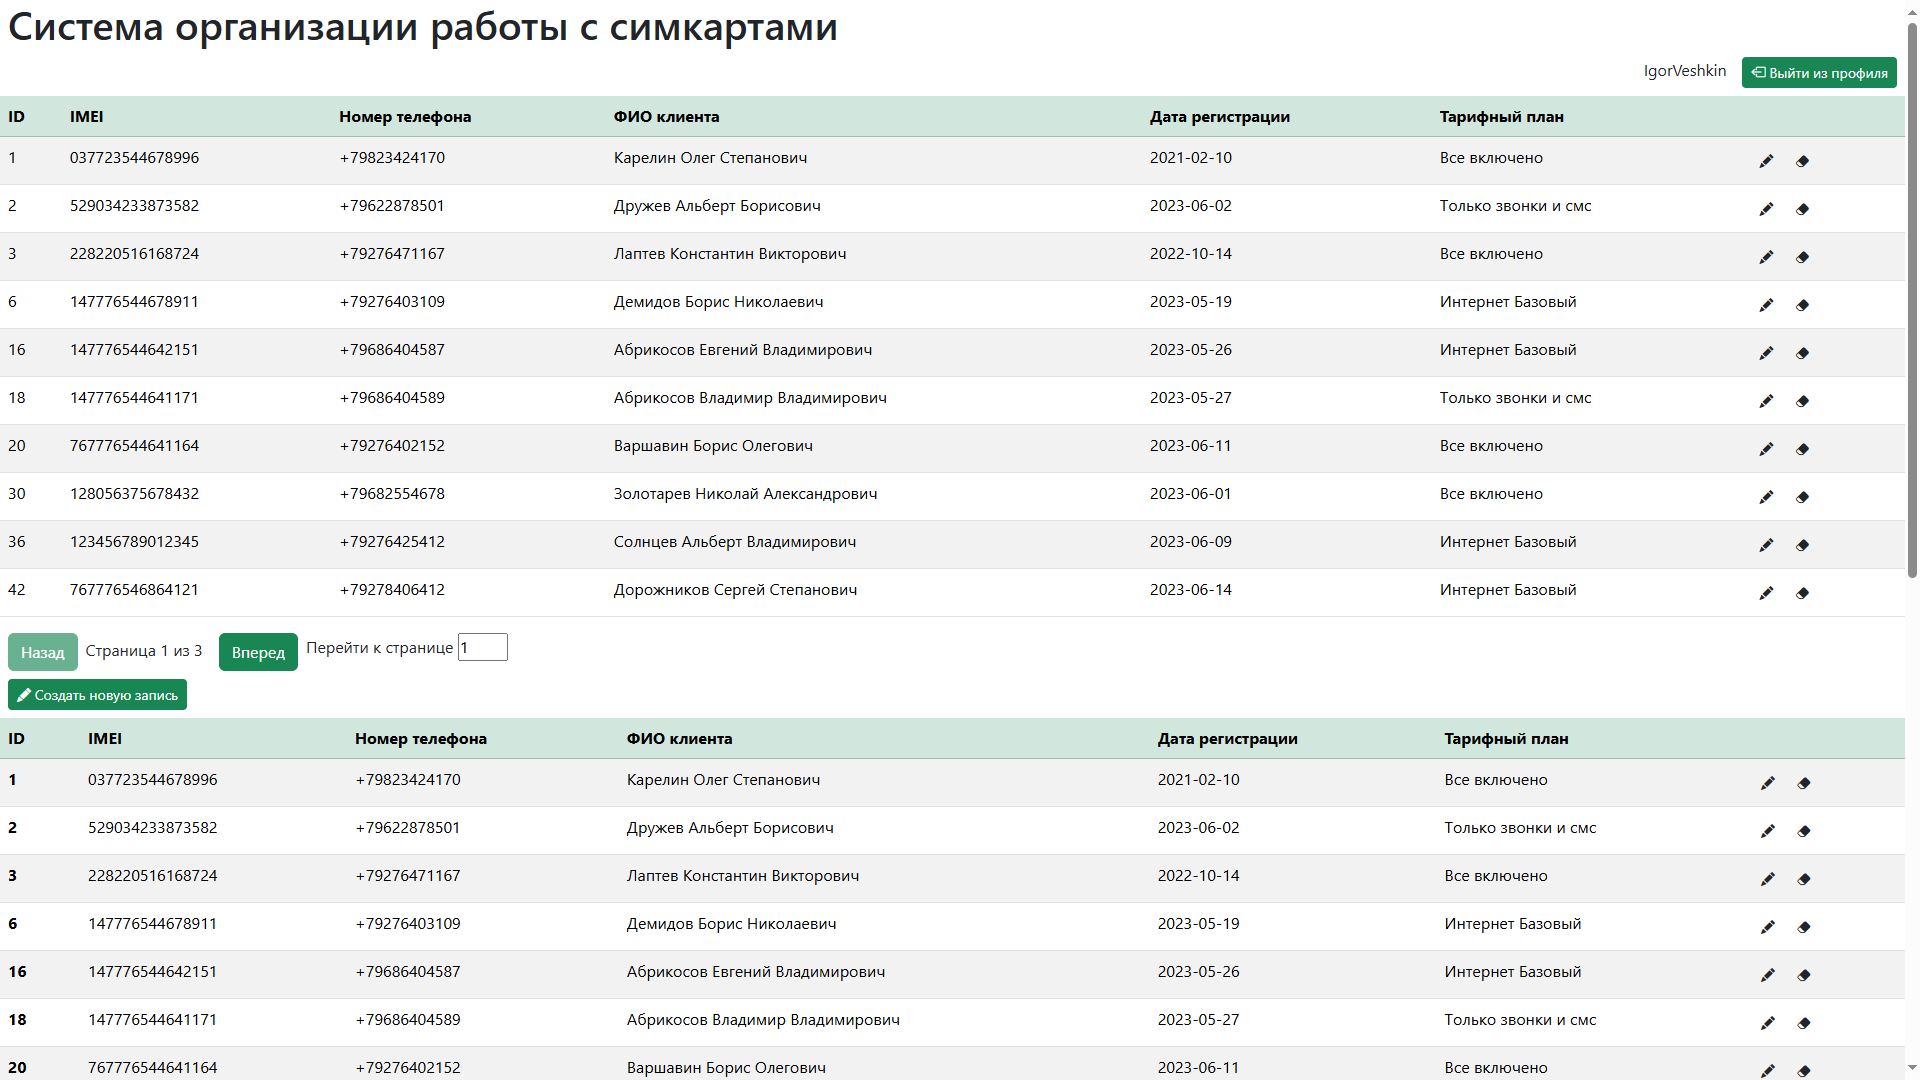 Система организации работы с симкартами
IgorVeshkin Выйти из профиля
ID IMEI Номер телефона ФИО клиента Дата регистрации Тарифный план
1 037723544678996 +79823424170 Карелин Олег Степанович 2021-02-10 Все включено
2 529034233873582 +79622878501 Дружев Альберт Борисович 2023-06-02 Только звонки и смс
3 228220516168724 +79276471167 Лаптев Константин Викторович 2022-10-14 Все включено
6 147776544678911 +79276403109 Демидов Борис Николаевич 2023-05-19 Интернет Базовый
16 147776544642151 +79686404587 Абрикосов Евгений Владимирович 2023-05-26 Интернет Базовый
18 147776544641171 +79686404589 Абрикосов Владимир Владимирович 2023-05-27 Только звонки и смс
20 767776544641164 +79276402152 Варшавин Борис Олегович 2023-06-11 Все включено
30 128056375678432 +79682554678 Золотарев Николай Александрович 2023-06-01 Все включено
36 123456789012345 +79276425412 Солнцев Альберт Владимирович 2023-06-09 Интернет Базовый
42 767776546864121 +79278406412 Дорожников Сергей Степанович 2023-06-14 Интернет Базовый
Назад Страница 1 из 3 Вперед Перейти к странице 1
Создать новую запись
ID IMEI Номер телефона ФИО клиента Дата регистрации Тарифный план
1 037723544678996 +79823424170 Карелин Олег Степанович 2021-02-10 Все включено
2 529034233873582 +79622878501 Дружев Альберт Борисович 2023-06-02 Только звонки и смс
3 228220516168724 +79276471167 Лаптев Константин Викторович 2022-10-14 Все включено
6 147776544678911 +79276403109 Демидов Борис Николаевич 2023-05-19 Интернет Базовый
16 147776544642151 +79686404587 Абрикосов Евгений Владимирович 2023-05-26 Интернет Базовый
18 147776544641171 +79686404589 Абрикосов Владимир Владимирович 2023-05-27 Только звонки и смс
20 767776544641164 +79276402152 Варшавин Борис Олегович 2023-06-11 Все включено